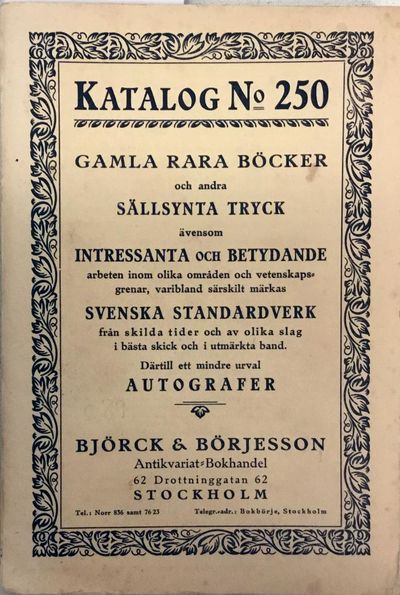 KATALOG No 250
GAMLA RARA BÖCKER
och andra
SÄLLSYNTA TRYCK
ävensom
INTRESSANTA OCH BETYDANDE
arbeten inom olika områden och vetenskaps-
grenar, varibland särskilt märkas
SVENSKA STANDARDVERK
från skilda tider och av olika slag
i bästa skick och i utmärkta band.
Därtill ett mindre urval
AUTOGRAFER
BJÖRCK & BÖRJESSON
Antikvariat-Bokhandel
62 Drottninggatan 62
STOCKHOLM
Tel.: Norr 836 samt 76 23 Telegr.-adr.: Bokbörje, Stockholm